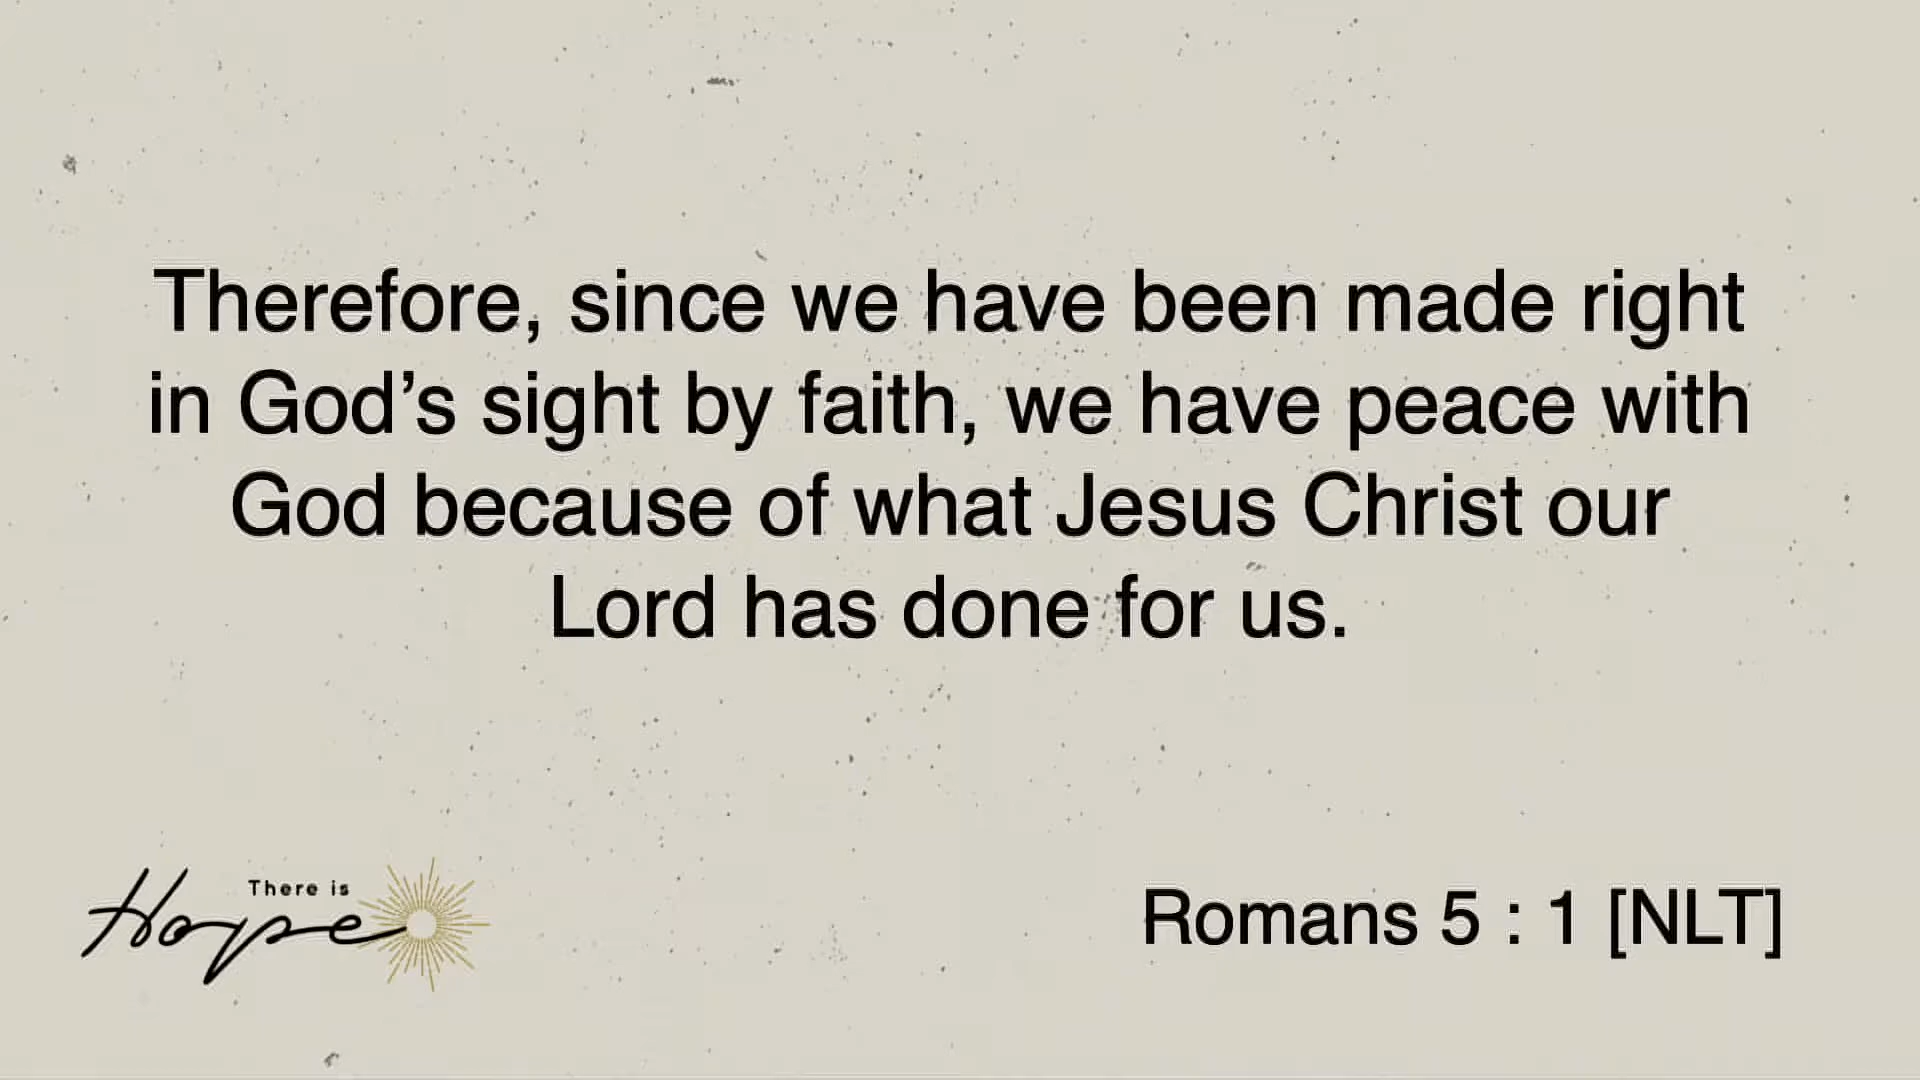 Therefore, since we have been made right
in God’s sight by faith, we have peace with
God because of what Jesus Christ our
Lord has done for us.
There is
Hope
Romans 5 : 1 [NLT]